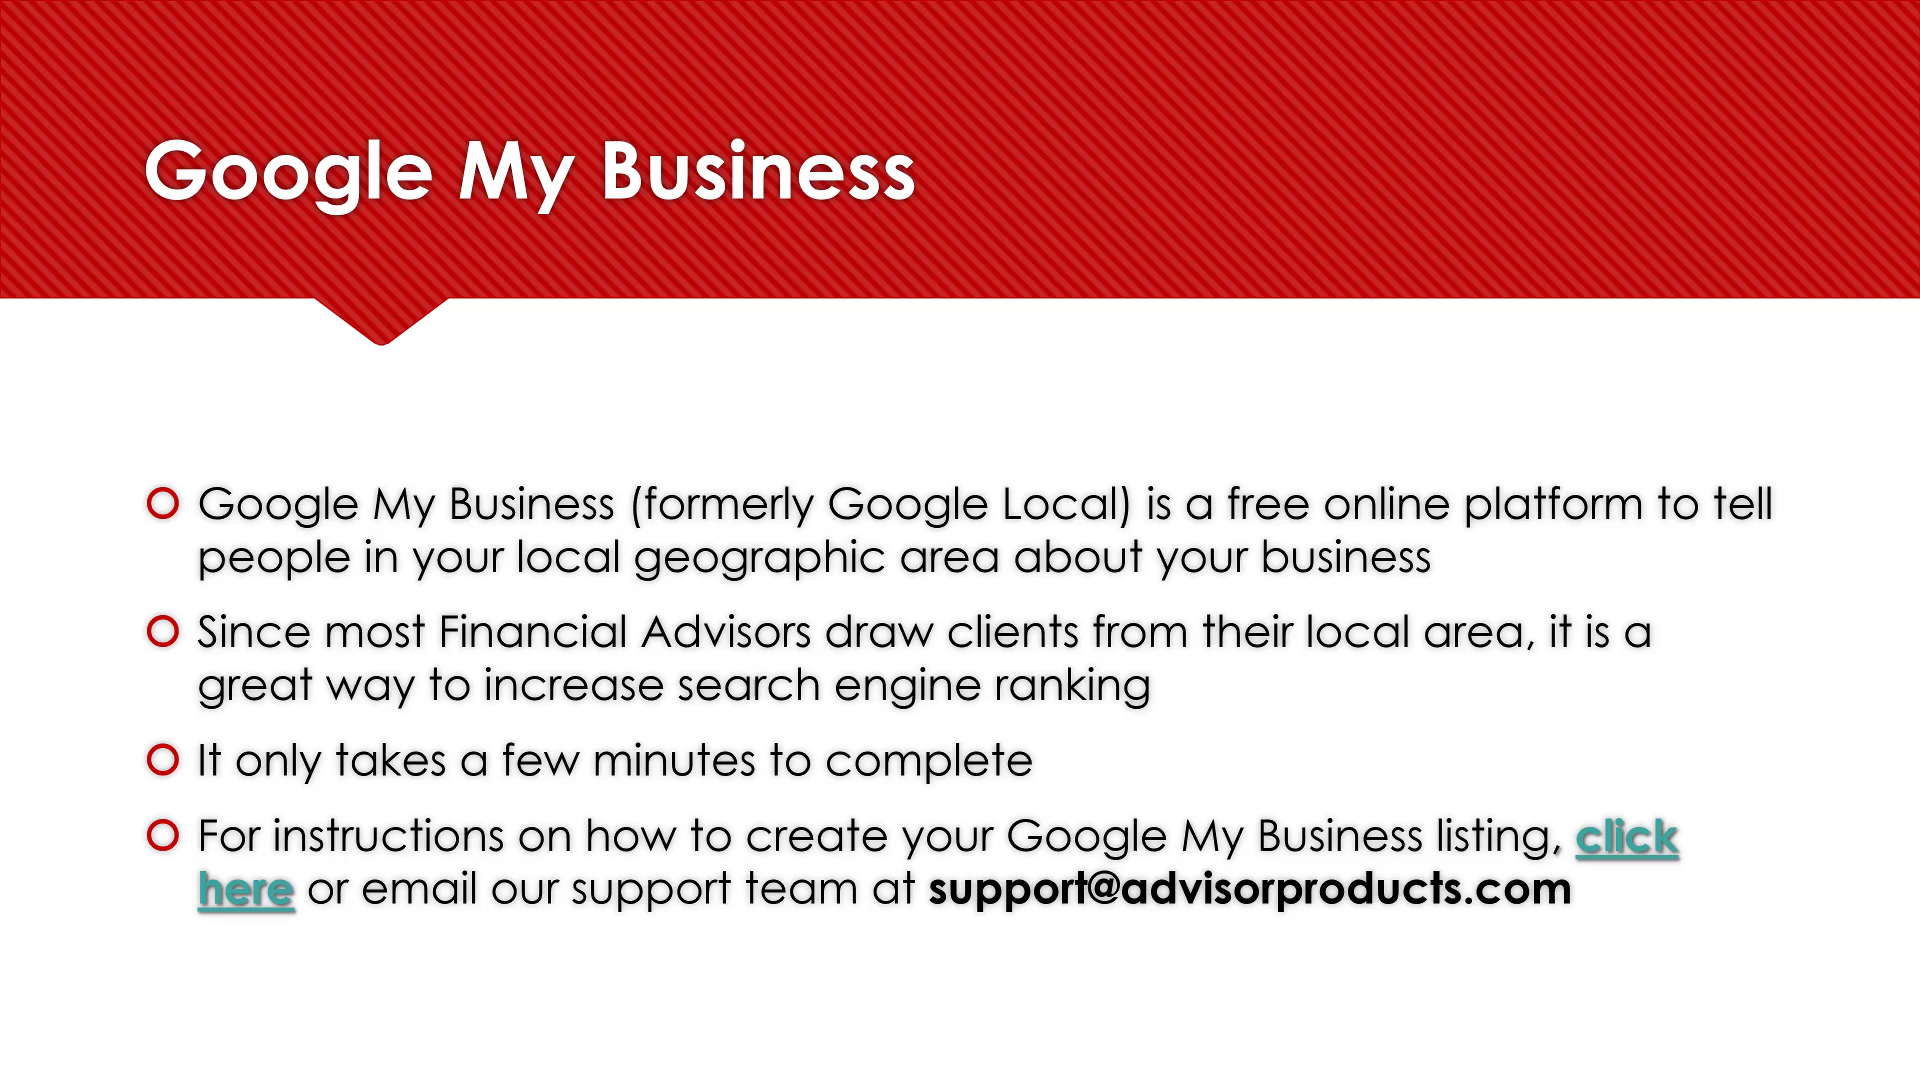 Google My Business
Google My Business (formerly Google Local) is a free online platform to tell
people in your local geographic area about your business
Since most Financial Advisors draw clients from their local area, it is a
great way to increase search engine ranking
It only takes a few minutes to complete
For instructions on how to create your Google My Business listing, click
here or email our support team at support@advisorproducts.com